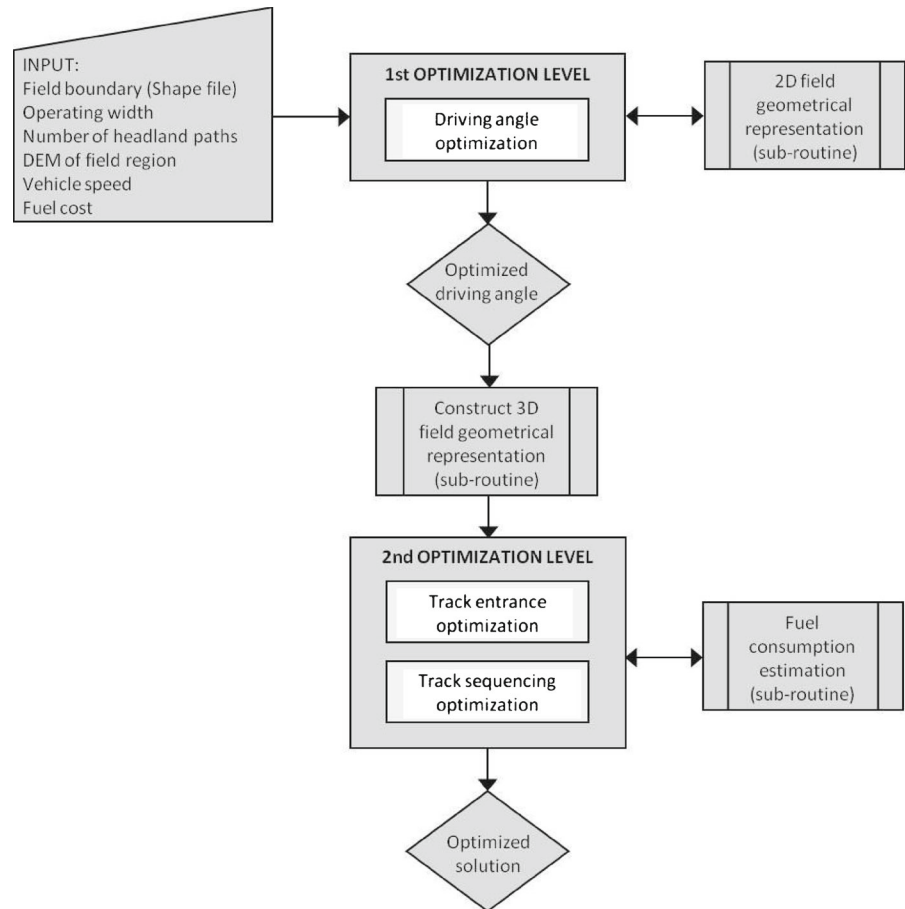 INPUT:
Field boundary (Shape file)
Operating width
Number of headland paths
DEM of field region
Vehicle speed
Fuel cost
1st OPTIMIZATION LEVEL
Driving angle
optimization
2D field
geometrical
representation
(sub-routine)
Optimized
driving angle
Construct 3D
field geometrical
representation
(sub-routine)
2nd OPTIMIZATION LEVEL
Track entrance
optimization
Track sequencing
optimization
Fuel
consumption
estimation
(sub-routine)
Optimized
solution